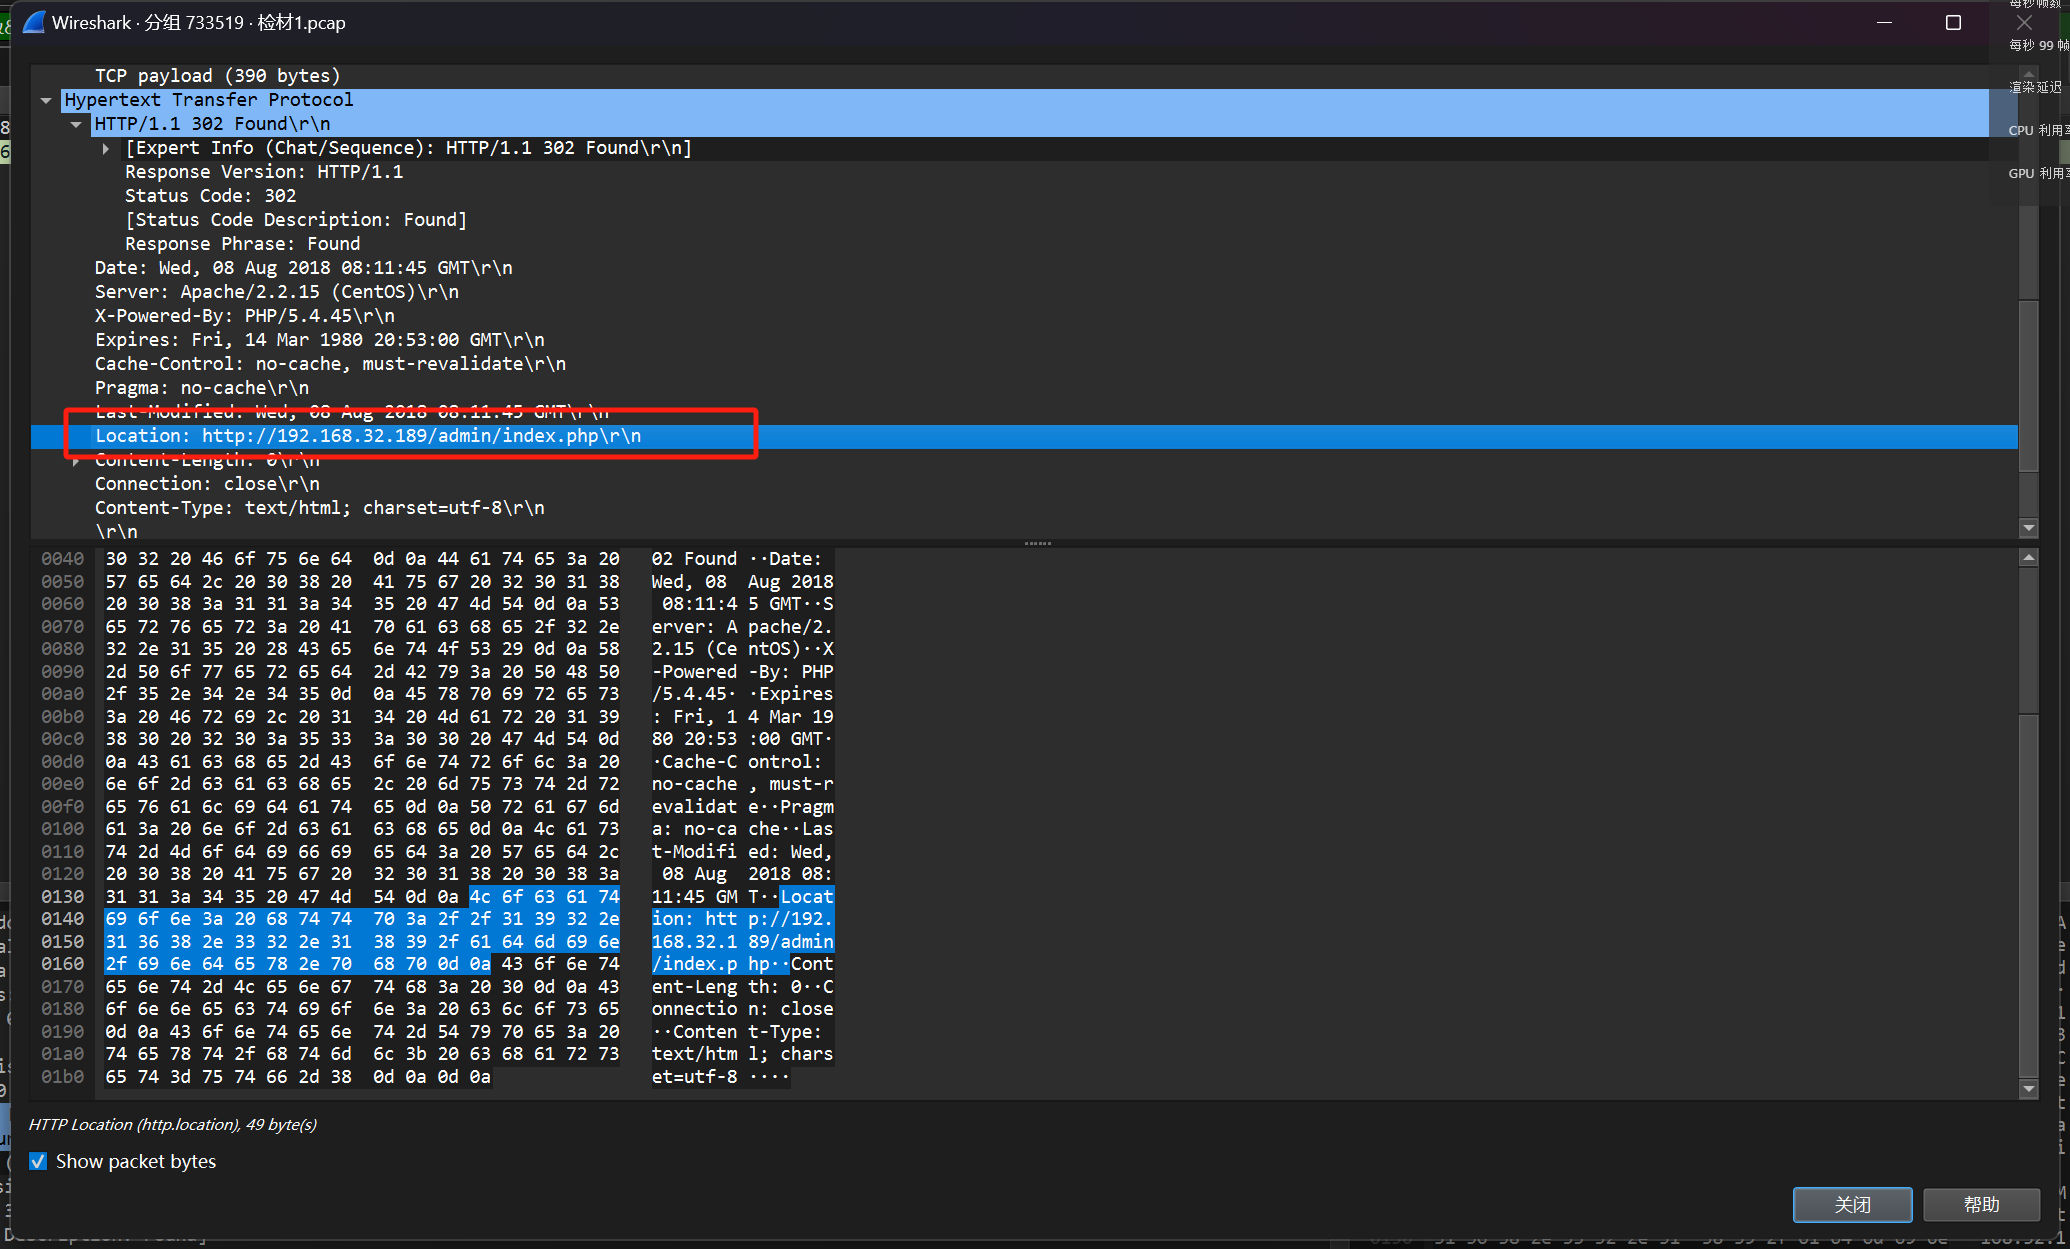 Wireshark · 分组 733519 · 检材1.pcap
每秒 99 帧
渲染延迟
CPU 利用率
GPU 利用率
TCP payload (390 bytes)
Hypertext Transfer Protocol
HTTP/1.1 302 Found\r\n
[Expert Info (Chat/Sequence): HTTP/1.1 302 Found\r\n]
Response Version: HTTP/1.1
Status Code: 302
[Status Code Description: Found]
Response Phrase: Found
Date: Wed, 08 Aug 2018 08:11:45 GMT\r\n
Server: Apache/2.2.15 (CentOS)\r\n
X-Powered-By: PHP/5.4.45\r\n
Expires: Fri, 14 Mar 1980 20:53:00 GMT\r\n
Cache-Control: no-cache, must-revalidate\r\n
Pragma: no-cache\r\n
Last-Modified: Wed, 08 Aug 2018 08:11:45 GMT\r\n
Location: http://192.168.32.189/admin/index.php\r\n
Content-Length: 0\r\n
Connection: close\r\n
Content-Type: text/html; charset=utf-8\r\n
\r\n
0040 30 32 20 46 6f 75 6e 64 0d 0a 44 61 74 65 3a 20 02 Found ··Date:
0050 57 65 64 2c 20 30 38 20 41 75 67 20 32 30 31 38 Wed, 08 Aug 2018
0060 20 30 38 3a 31 31 3a 34 35 20 47 4d 54 0d 0a 53 08:11:4 5 GMT··S
0070 65 72 76 65 72 3a 20 41 70 61 63 68 65 2f 32 2e erver: A pache/2.
0080 32 2e 31 35 20 28 43 65 6e 74 4f 53 29 0d 0a 58 2.15 (Ce ntOS)··X
0090 2d 50 6f 77 65 72 65 64 2d 42 79 3a 20 50 48 50 -Powered -By: PHP
00a0 2f 35 2e 34 2e 34 35 0d 0a 45 78 70 69 72 65 73 /5.4.45· ·Expires
00b0 3a 20 46 72 69 2c 20 31 34 20 4d 61 72 20 31 39 : Fri, 1 4 Mar 19
00c0 38 30 20 32 30 3a 35 33 3a 30 30 20 47 4d 54 0d 80 20:53 :00 GMT·
00d0 0a 43 61 63 68 65 2d 43 6f 6e 74 72 6f 6c 3a 20 ·Cache-C ontrol:
00e0 6e 6f 2d 63 61 63 68 65 2c 20 6d 75 73 74 2d 72 no-cache , must-r
00f0 65 76 61 6c 69 64 61 74 65 0d 0a 50 72 61 67 6d evalidat e··Pragm
0100 61 3a 20 6e 6f 2d 63 61 63 68 65 0d 0a 4c 61 73 a: no-ca che··Las
0110 74 2d 4d 6f 64 69 66 69 65 64 3a 20 57 65 64 2c t-Modifi ed: Wed,
0120 20 30 38 20 41 75 67 20 32 30 31 38 20 30 38 3a 08 Aug 2018 08:
0130 31 31 3a 34 35 20 47 4d 54 0d 0a 4c 6f 63 61 74 11:45 GM T··Locat
0140 69 6f 6e 3a 20 68 74 74 70 3a 2f 2f 31 39 32 2e ion: htt p://192.
0150 31 36 38 2e 33 32 2e 31 38 39 2f 61 64 6d 69 6e 168.32.1 89/admin
0160 2f 69 6e 64 65 78 2e 70 68 70 0d 0a 43 6f 6e 74 /index.p hp··Cont
0170 65 6e 74 2d 4c 65 6e 67 74 68 3a 20 30 0d 0a 43 ent-Leng th: 0··C
0180 6f 6e 6e 65 63 74 69 6f 6e 3a 20 63 6c 6f 73 65 onnectio n: close
0190 0d 0a 43 6f 6e 74 65 6e 74 2d 54 79 70 65 3a 20 ··Conten t-Type:
01a0 74 65 78 74 2f 68 74 6d 6c 3b 20 63 68 61 72 73 text/htm l; chars
01b0 65 74 3d 75 74 66 2d 38 0d 0a 0d 0a et=utf-8 ····
HTTP Location (http.location), 49 byte(s)
Show packet bytes
关闭
帮助